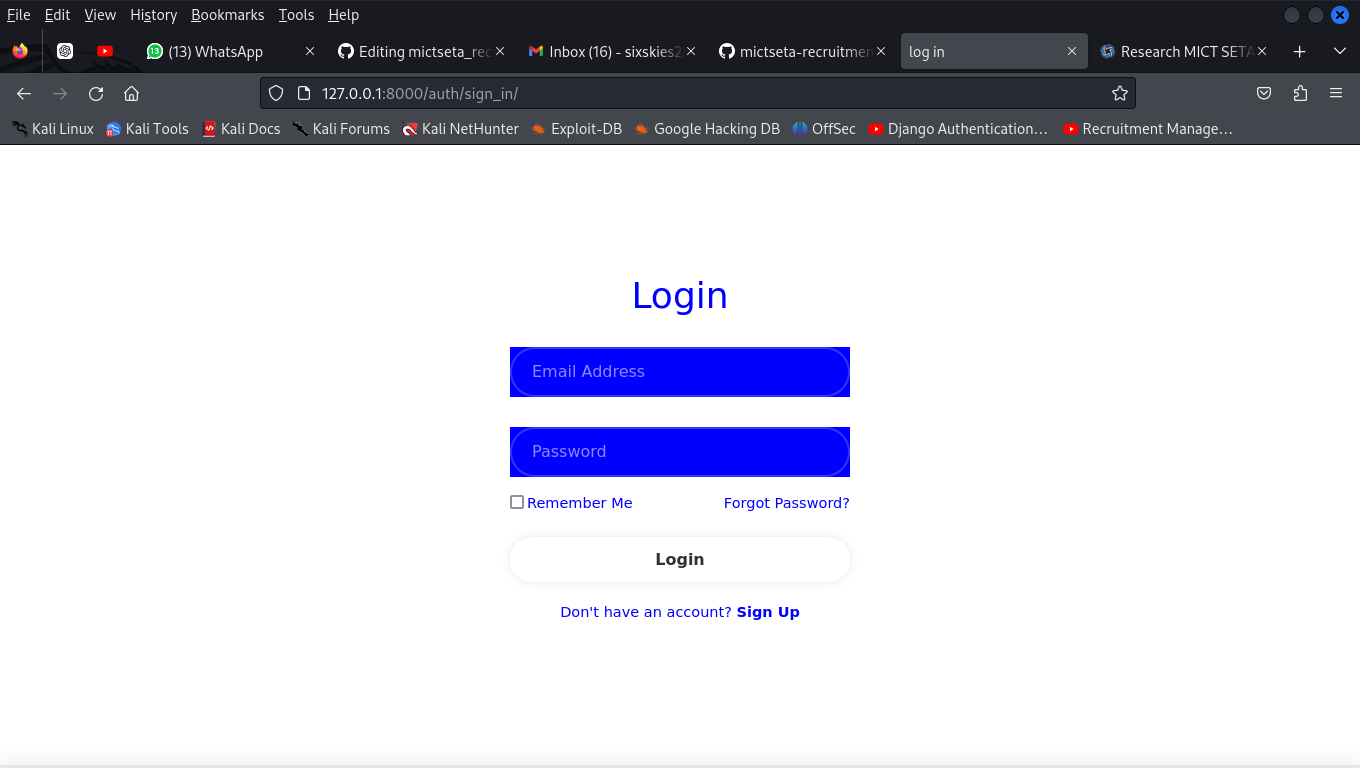 File Edit View History Bookmarks Tools Help
(13) WhatsApp Editing mictseta_rec Inbox (16) - sixskies2 mictseta-recruitmen log in Research MICT SETA
127.0.0.1:8000/auth/sign_in/
Kali Linux Kali Tools Kali Docs Kali Forums Kali NetHunter Exploit-DB Google Hacking DB OffSec Django Authentication… Recruitment Manage…
Login
Email Address
Password
Remember Me Forgot Password?
Login
Don't have an account? Sign Up